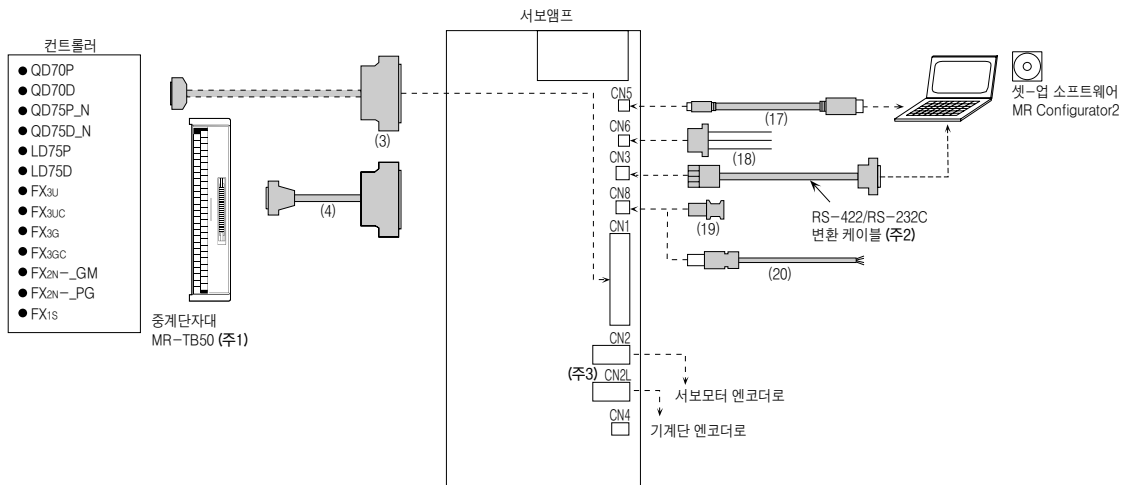 서보앰프
컨트롤러
● QD70P
● QD70D
● QD75P_N
● QD75D_N
● LD75P
● LD75D
● FX3U
● FX3UC
● FX3G
● FX3GC
● FX2N-_GM
● FX2N-_PG
● FX1S
중계단자대
MR-TB50 (주1)
(3)
(4)
CN5
CN6
CN3
CN8
CN1
CN2
(주3) CN2L
CN4
(17)
(18)
(19)
(20)
RS-422/RS-232C
변환 케이블 (주2)
셋-업 소프트웨어
MR Configurator2
서보모터 엔코더로
기계단 엔코더로